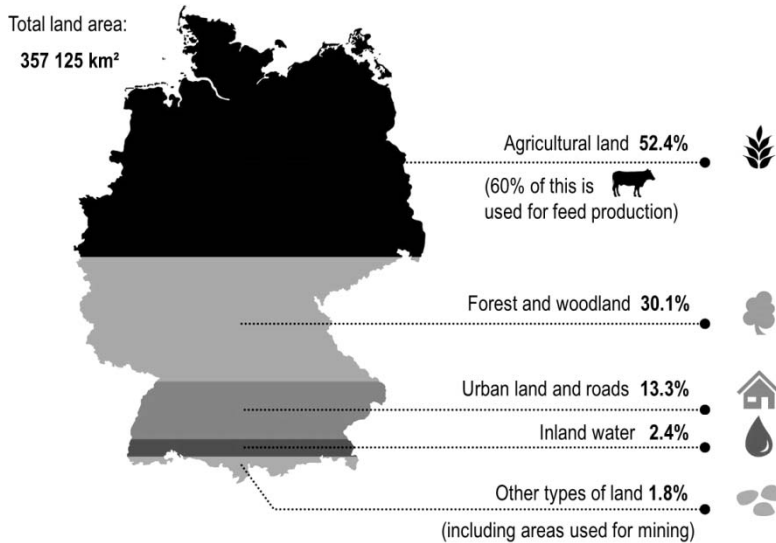 Total land area:
357 125 km²
Agricultural land 52.4%
(60% of this is
used for feed production)
Forest and woodland 30.1%
Urban land and roads 13.3%
Inland water 2.4%
Other types of land 1.8%
(including areas used for mining)